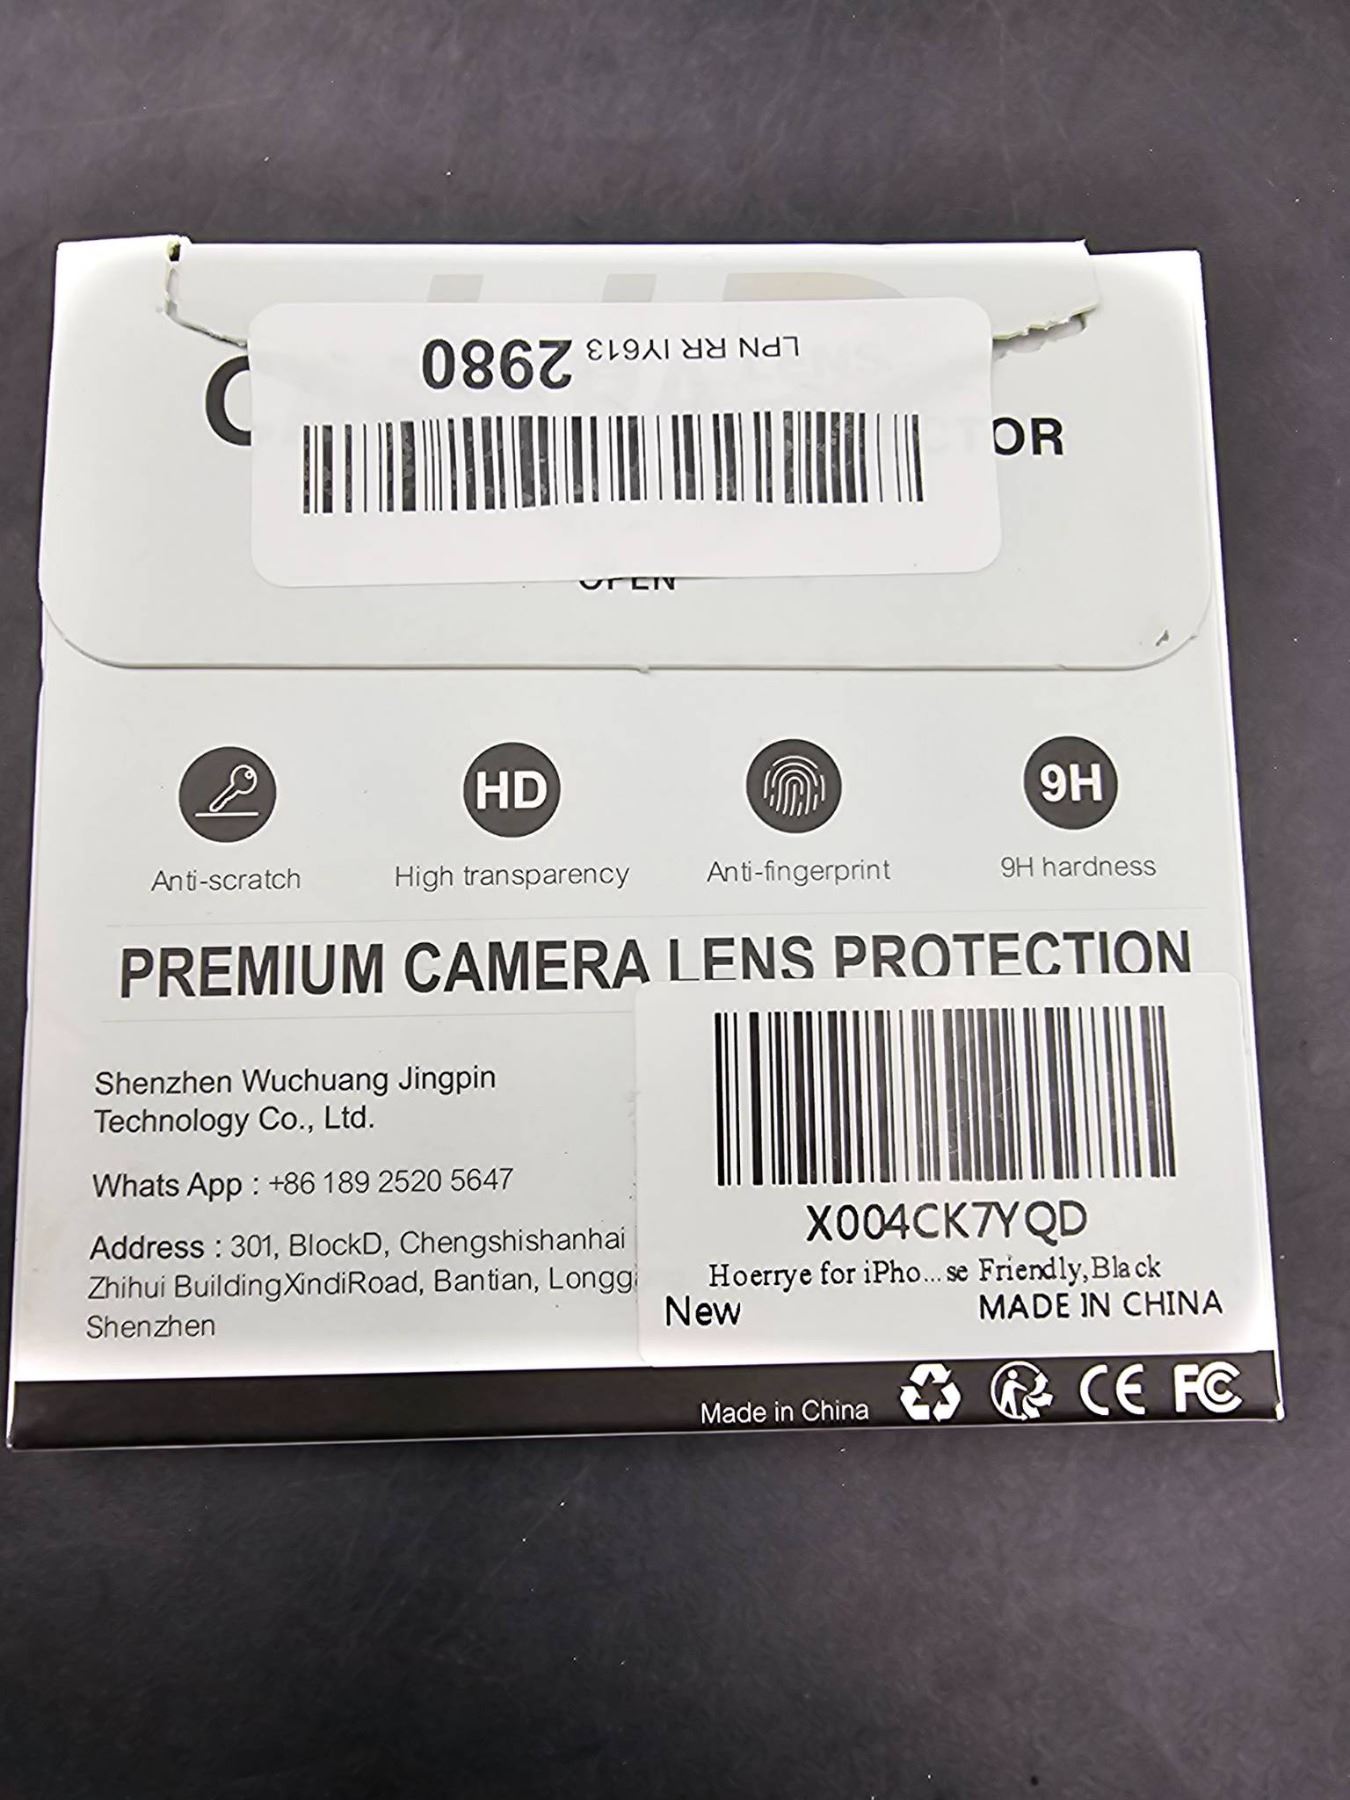 LPN RR IY613 2980
OR
OPEN
HD
9H
Anti-scratch
High transparency
Anti-fingerprint
9H hardness
PREMIUM CAMERA LENS PROTECTION
Shenzhen Wuchuang Jingpin
Technology Co., Ltd.
Whats App : +86 189 2520 5647
Address : 301, BlockD, Chengshishanhai
Zhihui BuildingXindiRoad, Bantian, Longg
Shenzhen
X004CK7YQD
Hoerrye for iPho...se Friendly,Black
New
MADE IN CHINA
Made in China
CE
FC